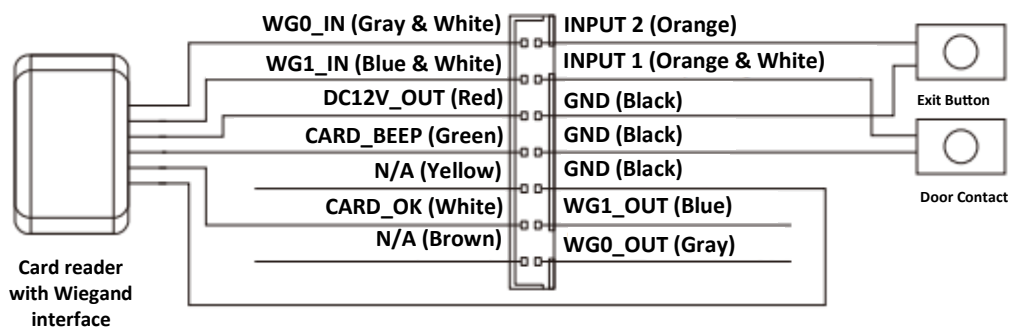 WG0_IN (Gray & White)
INPUT 2 (Orange)
WG1_IN (Blue & White)
INPUT 1 (Orange & White)
DC12V_OUT (Red)
GND (Black)
Exit Button
CARD_BEEP (Green)
GND (Black)
N/A (Yellow)
GND (Black)
Door Contact
CARD_OK (White)
WG1_OUT (Blue)
N/A (Brown)
WG0_OUT (Gray)
Card reader
with Wiegand
interface